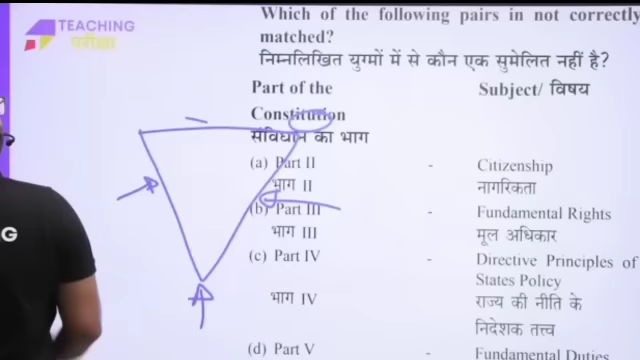 TEACHING
परीक्षा
Which of the following pairs in not correctly
matched?
निम्नलिखित युग्मों में से कौन एक सुमेलित नहीं है?
Part of the Subject/ विषय
Constitution
संविधान का भाग
(a) Part II - Citizenship
भाग II नागरिकता
(b) Part III - Fundamental Rights
भाग III मूल अधिकार
(c) Part IV - Directive Principles of
States Policy
भाग IV राज्य की नीति के
निदेशक तत्त्व
(d) Part V - Fundamental Duties